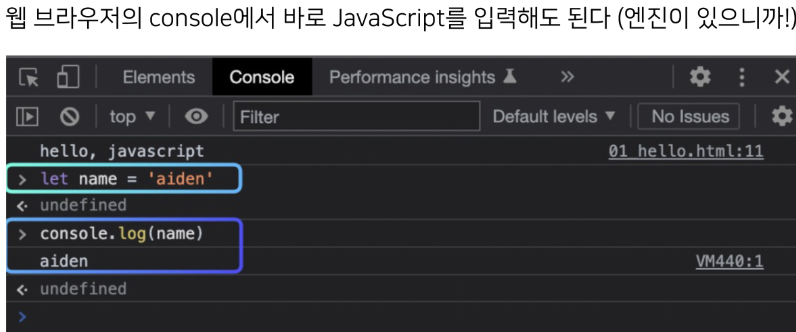 웹 브라우저의 console에서 바로 JavaScript를 입력해도 된다 (엔진이 있으니까!)
Elements Console Performance insights »
top ▼ Filter Default levels ▼ No Issues
hello, javascript 01_hello.html:11
> let name = 'aiden'
<· undefined
> console.log(name)
aiden VM440:1
<· undefined
>